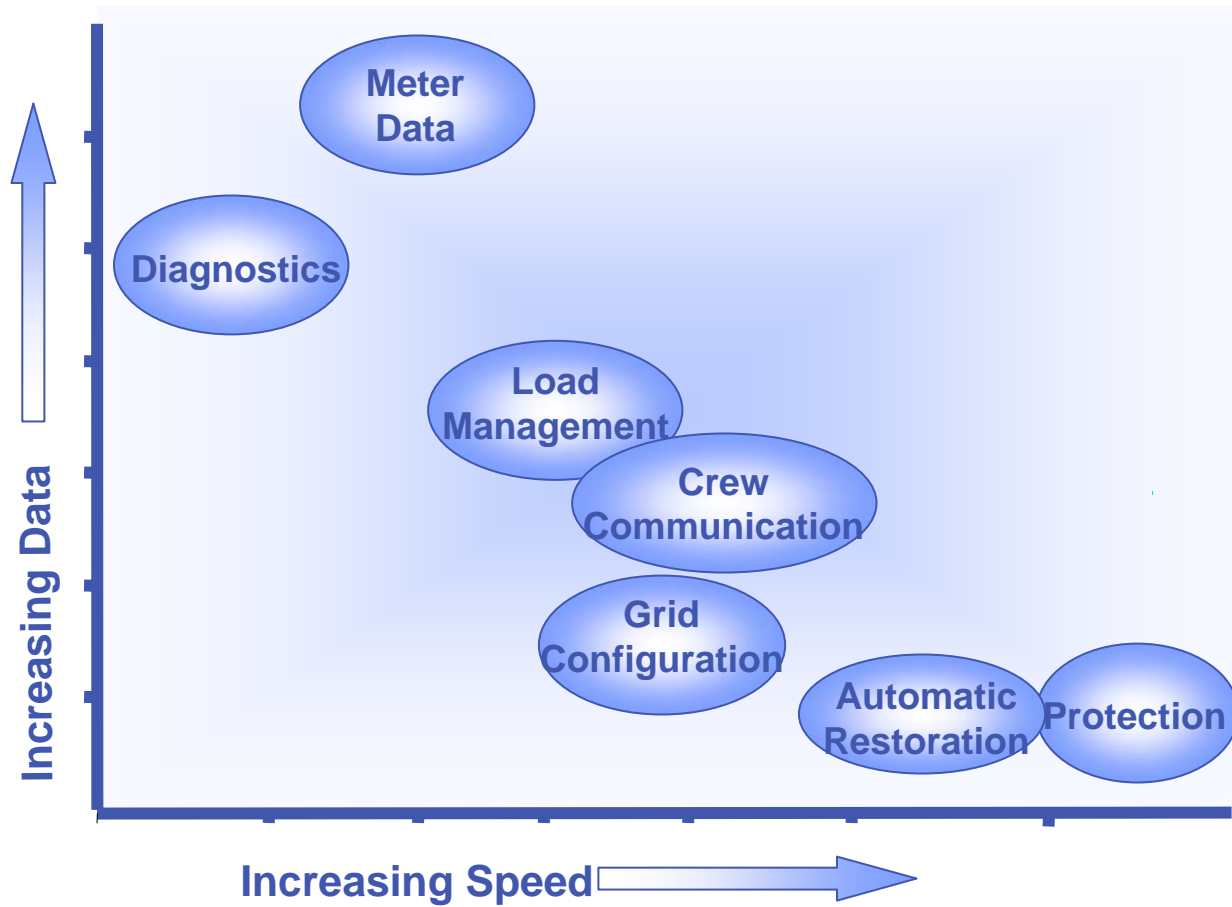 Meter
Data
Diagnostics
Load
Management
Crew
Communication
Grid
Configuration
Automatic
Restoration
Protection
Increasing Data
Increasing Speed